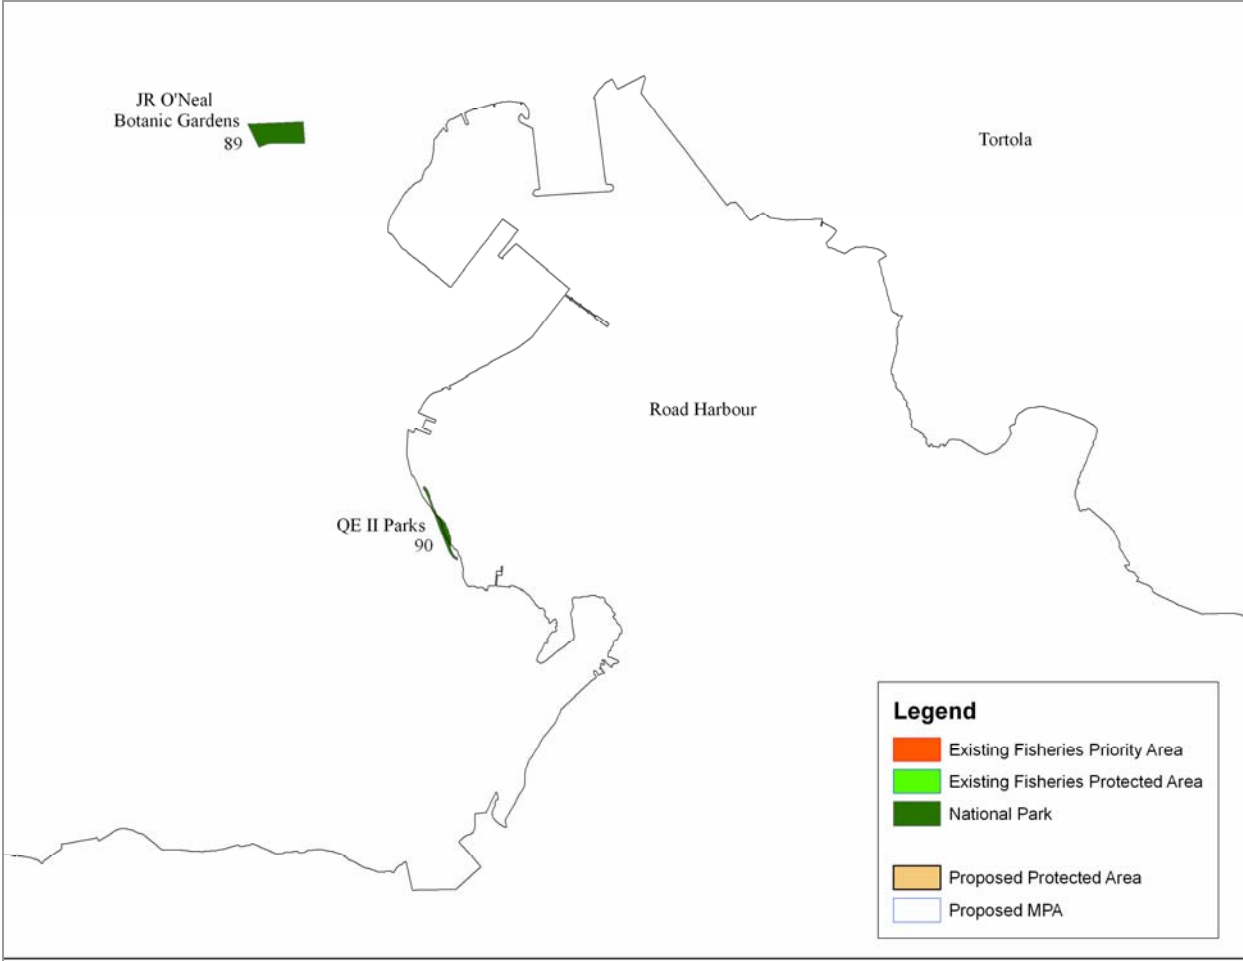 JR O'Neal
Botanic Gardens
89
Tortola
Road Harbour
QE II Parks
90
Legend
Existing Fisheries Priority Area
Existing Fisheries Protected Area
National Park
Proposed Protected Area
Proposed MPA